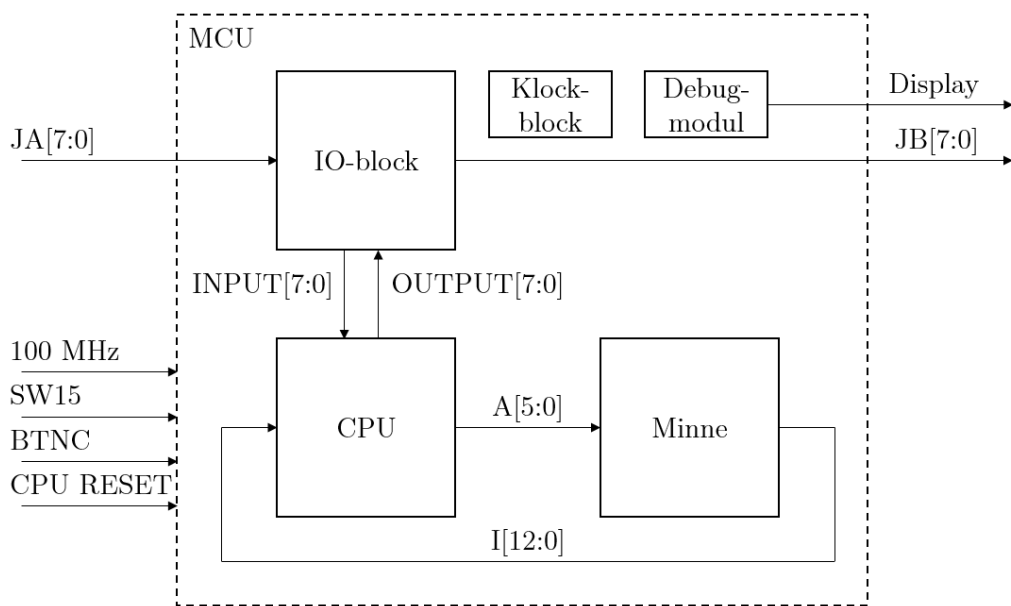 MCU
Klock-
block
Debug-
modul
Display
JA[7:0]
IO-block
JB[7:0]
INPUT[7:0]
OUTPUT[7:0]
100 MHz
SW15
BTNC
CPU RESET
CPU
A[5:0]
Minne
I[12:0]